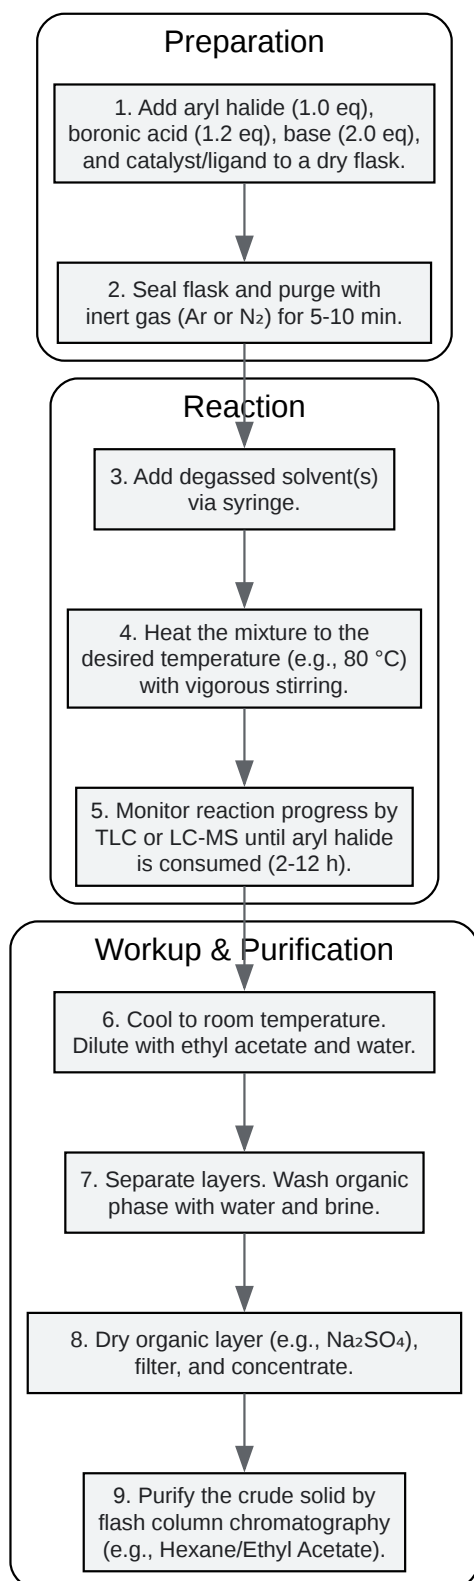 Preparation
1. Add aryl halide (1.0 eq),
boronic acid (1.2 eq), base (2.0 eq),
and catalyst/ligand to a dry flask.
2. Seal flask and purge with
inert gas (Ar or N₂) for 5-10 min.
Reaction
3. Add degassed solvent(s)
via syringe.
4. Heat the mixture to the
desired temperature (e.g., 80 °C)
with vigorous stirring.
5. Monitor reaction progress by
TLC or LC-MS until aryl halide
is consumed (2-12 h).
Workup & Purification
6. Cool to room temperature.
Dilute with ethyl acetate and water.
7. Separate layers. Wash organic
phase with water and brine.
8. Dry organic layer (e.g., Na₂SO₄),
filter, and concentrate.
9. Purify the crude solid by
flash column chromatography
(e.g., Hexane/Ethyl Acetate).